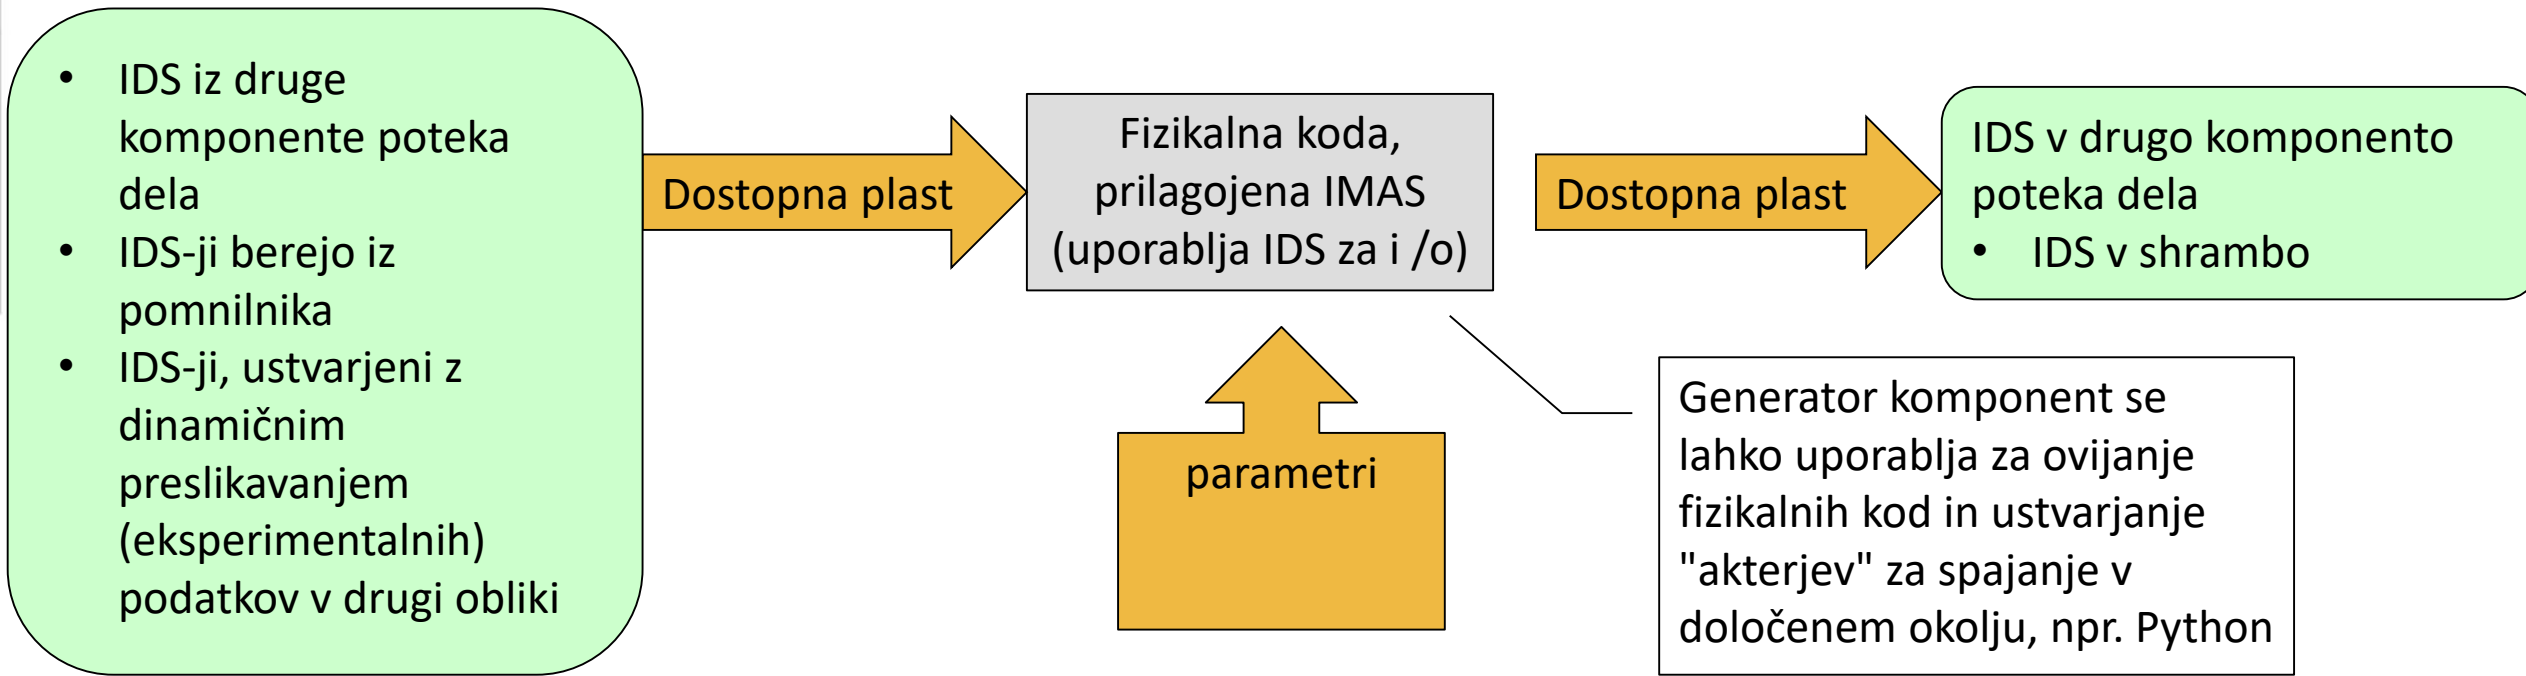 • IDS iz druge
komponente poteka
dela
• IDS-ji berejo iz
pomnilnika
• IDS-ji, ustvarjeni z
dinamičnim
preslikavanjem
(eksperimentalnih)
podatkov v drugi obliki
Dostopna plast
Fizikalna koda,
prilagojena IMAS
(uporablja IDS za i /o)
parametri
Dostopna plast
IDS v drugo komponento
poteka dela
• IDS v shrambo
Generator komponent se
lahko uporablja za ovijanje
fizikalnih kod in ustvarjanje
"akterjev" za spajanje v
določenem okolju, npr. Python